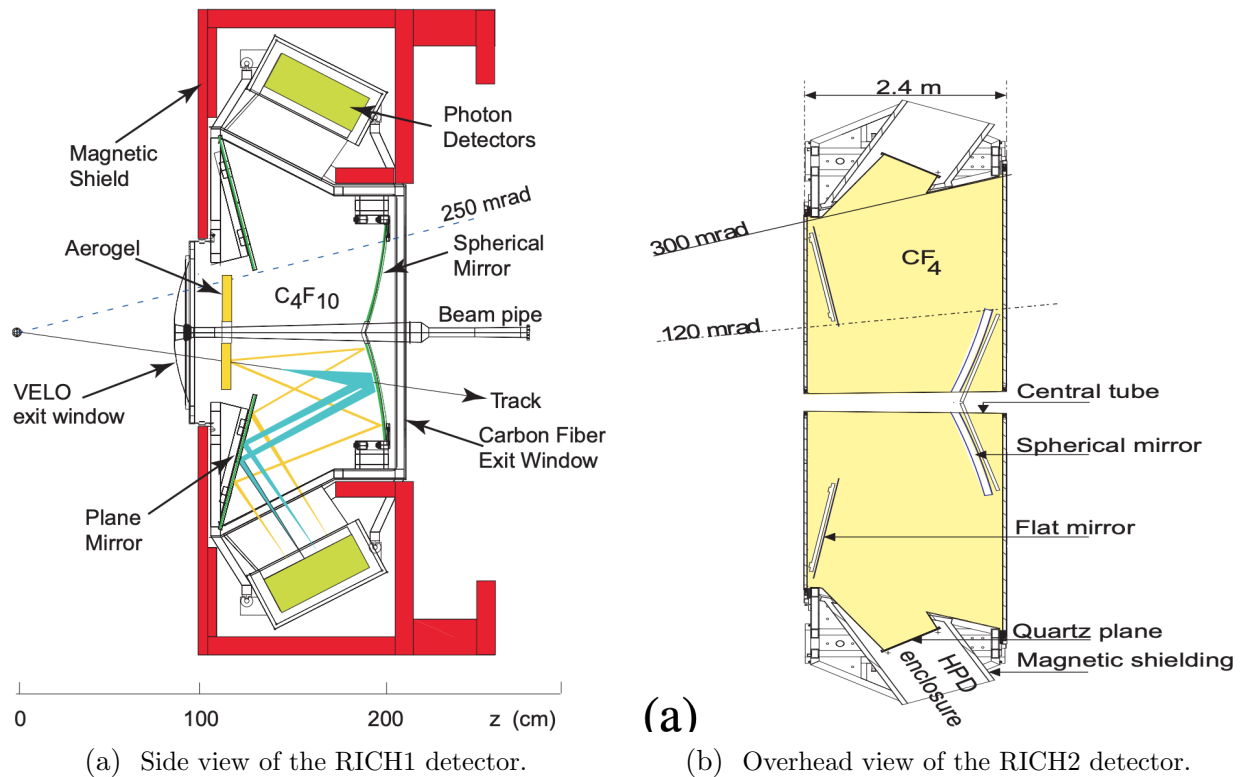 Magnetic
Shield
Photon
Detectors
250 mrad
Aerogel
Spherical
Mirror
C4F10
Beam pipe
VELO
exit window
Track
Carbon Fiber
Exit Window
Plane
Mirror
0
100
200
z (cm)
(a) Side view of the RICH1 detector.
2.4 m
300 mrad
CF4
120 mrad
Central tube
Spherical mirror
Flat mirror
Quartz plane
Magnetic shielding
HPD
enclosure
(a)
(b) Overhead view of the RICH2 detector.